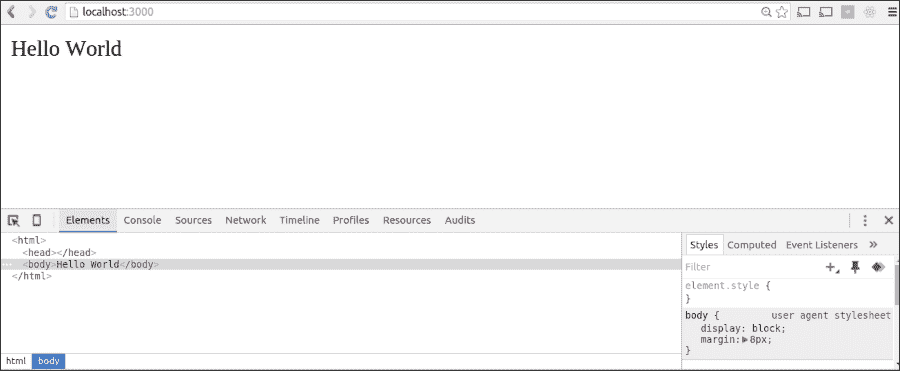 localhost:3000
Hello World
Elements Console Sources Network Timeline Profiles Resources Audits
<html>
<head></head>
<body>Hello World</body>
</html>
html body
Styles Computed Event Listeners »
Filter
element.style {
}
body { user agent stylesheet
display: block;
margin:▶8px;
}